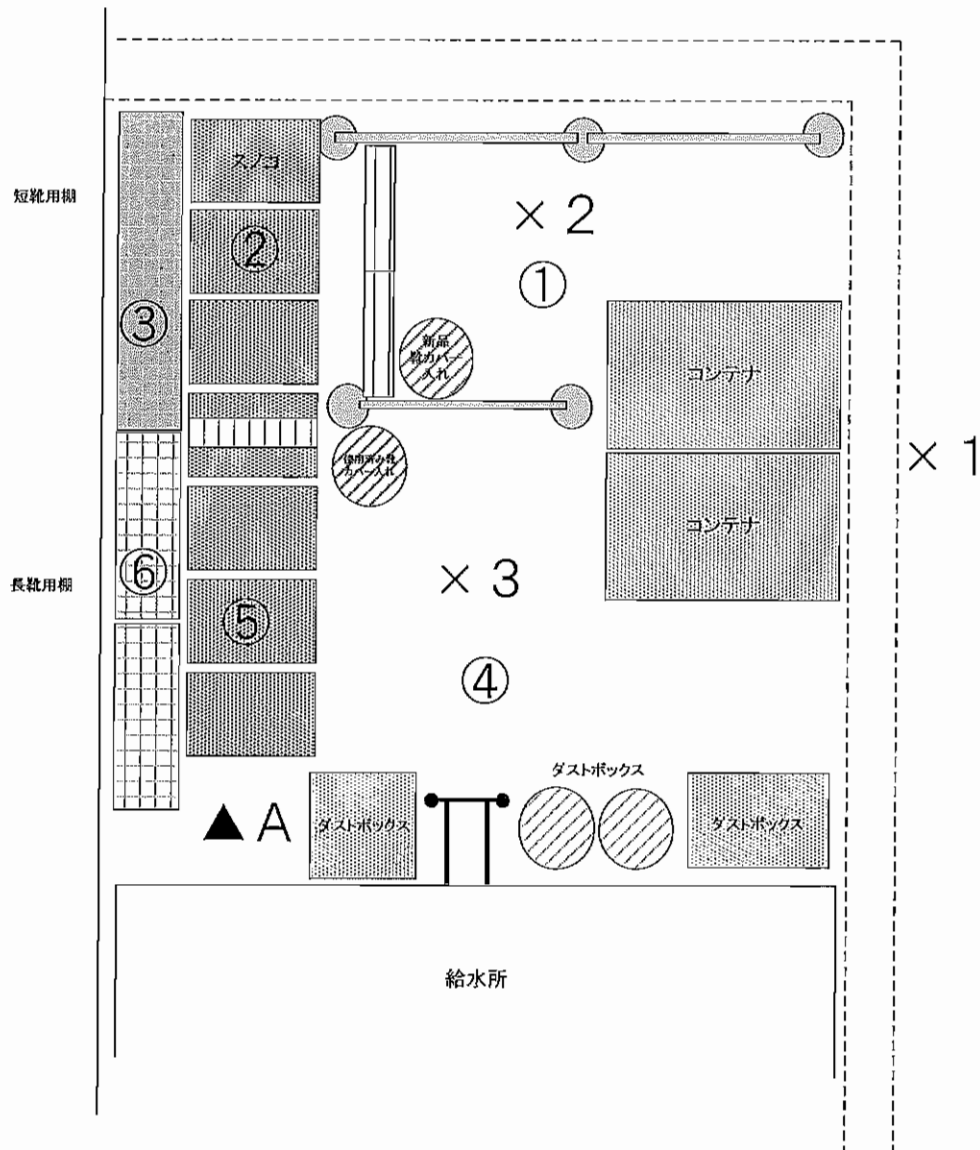 スノコ
短靴用棚
× 2
②
①
③
新品
靴カバー
入れ
コンテナ
× 1
使用済み靴
カバー入れ
コンテナ
⑥
× 3
長靴用棚
⑤
④
ダストボックス
▲ A
ダストボックス
ダストボックス
給水所